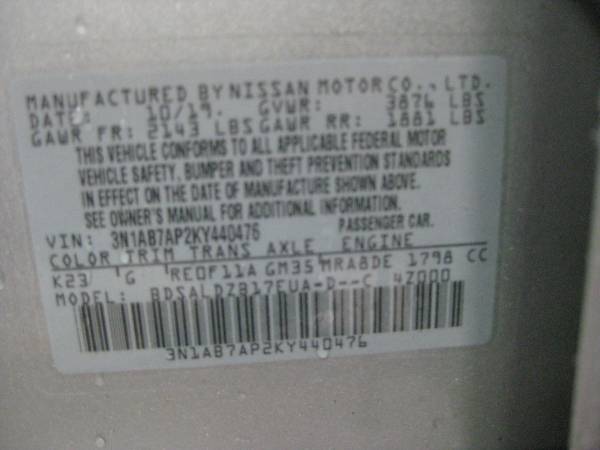 MANUFACTURED BY NISSAN MOTOR CO., LTD.
DATE: 10/19. GVWR: 3876 LBS
GAWR FR: 2143 LBS GAWR RR: 1881 LBS
THIS VEHICLE CONFORMS TO ALL APPLICABLE FEDERAL MOTOR
VEHICLE SAFETY, BUMPER AND THEFT PREVENTION STANDARDS
IN EFFECT ON THE DATE OF MANUFACTURE SHOWN ABOVE.
SEE OWNER'S MANUAL FOR ADDITIONAL INFORMATION.
VIN: 3N1AB7AP2KY440476 PASSENGER CAR.
COLOR TRIM TRANS AXLE ENGINE
K23 G RE0F11A GM35 MRA8DE 1798 CC
MODEL: BDSALDZB17EUA-D--C 4Z000
3N1AB7AP2KY440476